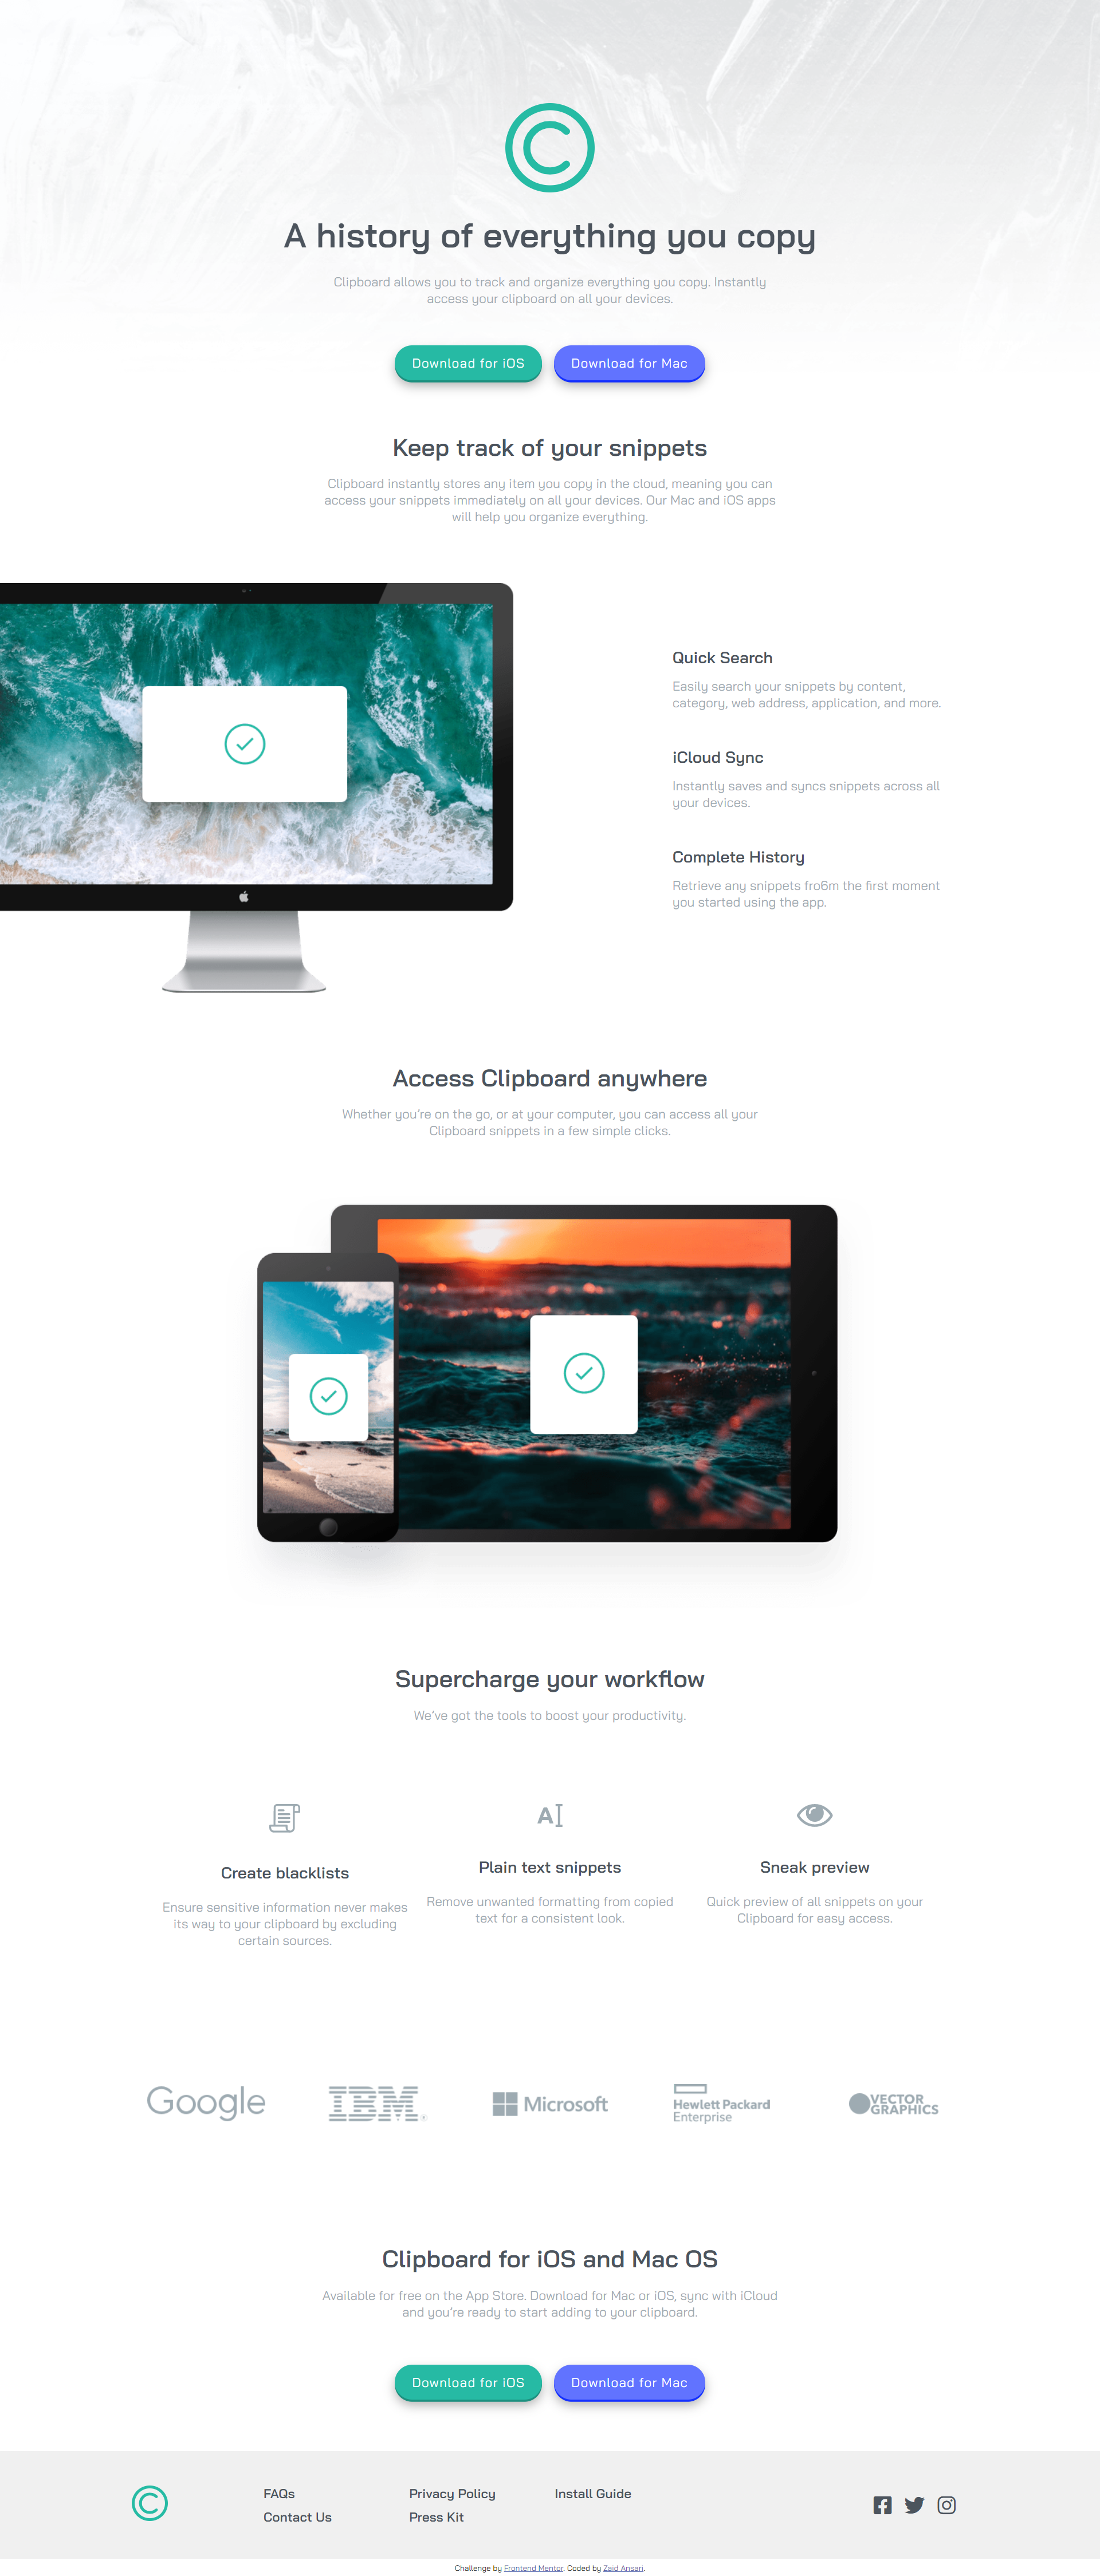 A history of everything you copy
Clipboard allows you to track and organize everything you copy. Instantly
access your clipboard on all your devices.
Download for iOS
Download for Mac
Keep track of your snippets
Clipboard instantly stores any item you copy in the cloud, meaning you can
access your snippets immediately on all your devices. Our Mac and iOS apps
will help you organize everything.
Quick Search
Easily search your snippets by content,
category, web address, application, and more.
iCloud Sync
Instantly saves and syncs snippets across all
your devices.
Complete History
Retrieve any snippets fro6m the first moment
you started using the app.
Access Clipboard anywhere
Whether you're on the go, or at your computer, you can access all your
Clipboard snippets in a few simple clicks.
Supercharge your workflow
We've got the tools to boost your productivity.
Create blacklists
Ensure sensitive information never makes
its way to your clipboard by excluding
certain sources.
Plain text snippets
Remove unwanted formatting from copied
text for a consistent look.
Sneak preview
Quick preview of all snippets on your
Clipboard for easy access.
Google
IBM
Microsoft
Hewlett Packard
Enterprise
VECTOR
GRAPHICS
Clipboard for iOS and Mac OS
Available for free on the App Store. Download for Mac or iOS, sync with iCloud
and you're ready to start adding to your clipboard.
Download for iOS
Download for Mac
FAQs
Contact Us
Privacy Policy
Press Kit
Install Guide
Challenge by Frontend Mentor. Coded by Zaid Ansari.